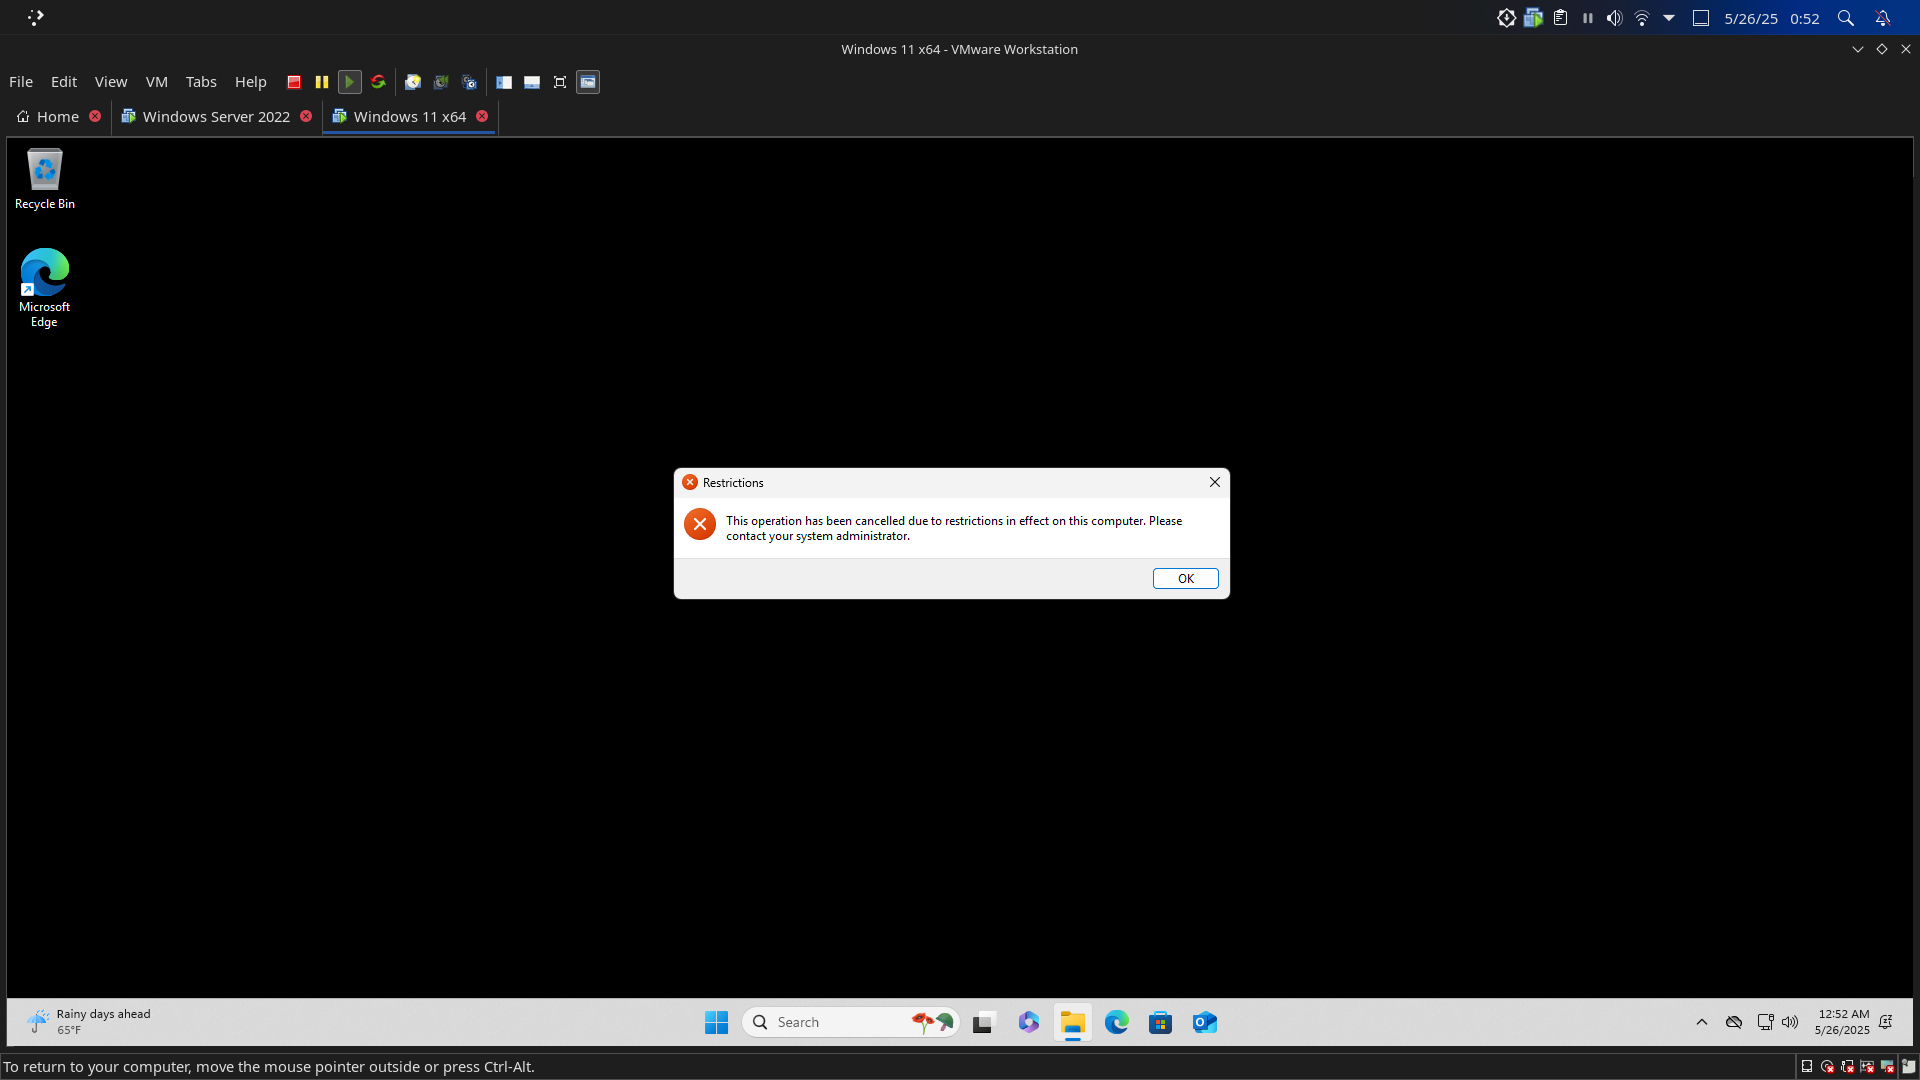 5/26/25 0:52
Windows 11 x64 - VMware Workstation
File Edit View VM Tabs Help
Home Windows Server 2022 Windows 11 x64
Recycle Bin
Microsoft
Edge
Restrictions
This operation has been cancelled due to restrictions in effect on this computer. Please
contact your system administrator.
OK
Rainy days ahead
65°F
Search
12:52 AM
5/26/2025
To return to your computer, move the mouse pointer outside or press Ctrl-Alt.